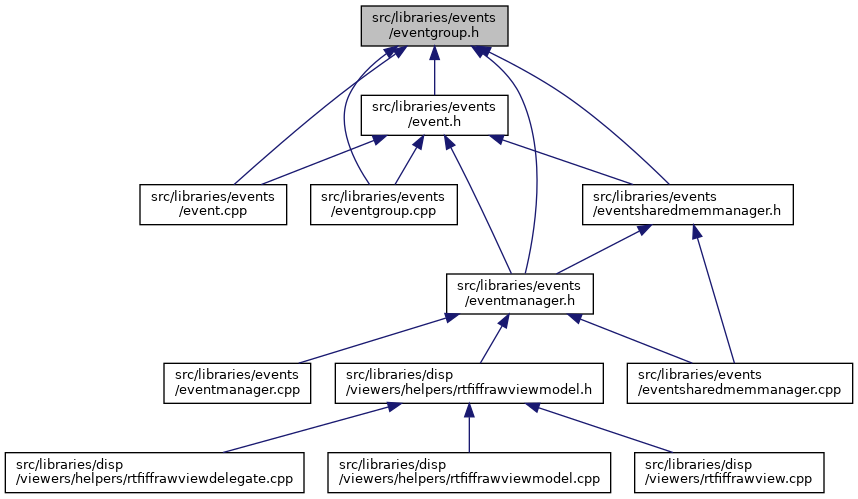 src/libraries/events
/eventgroup.h
src/libraries/events
/event.h
src/libraries/events
/event.cpp
src/libraries/events
/eventgroup.cpp
src/libraries/events
/eventsharedmemmanager.h
src/libraries/events
/eventmanager.h
src/libraries/events
/eventmanager.cpp
src/libraries/disp
/viewers/helpers/rtfiffrawviewmodel.h
src/libraries/events
/eventsharedmemmanager.cpp
src/libraries/disp
/viewers/helpers/rtfiffrawviewdelegate.cpp
src/libraries/disp
/viewers/helpers/rtfiffrawviewmodel.cpp
src/libraries/disp
/viewers/rtfiffrawview.cpp